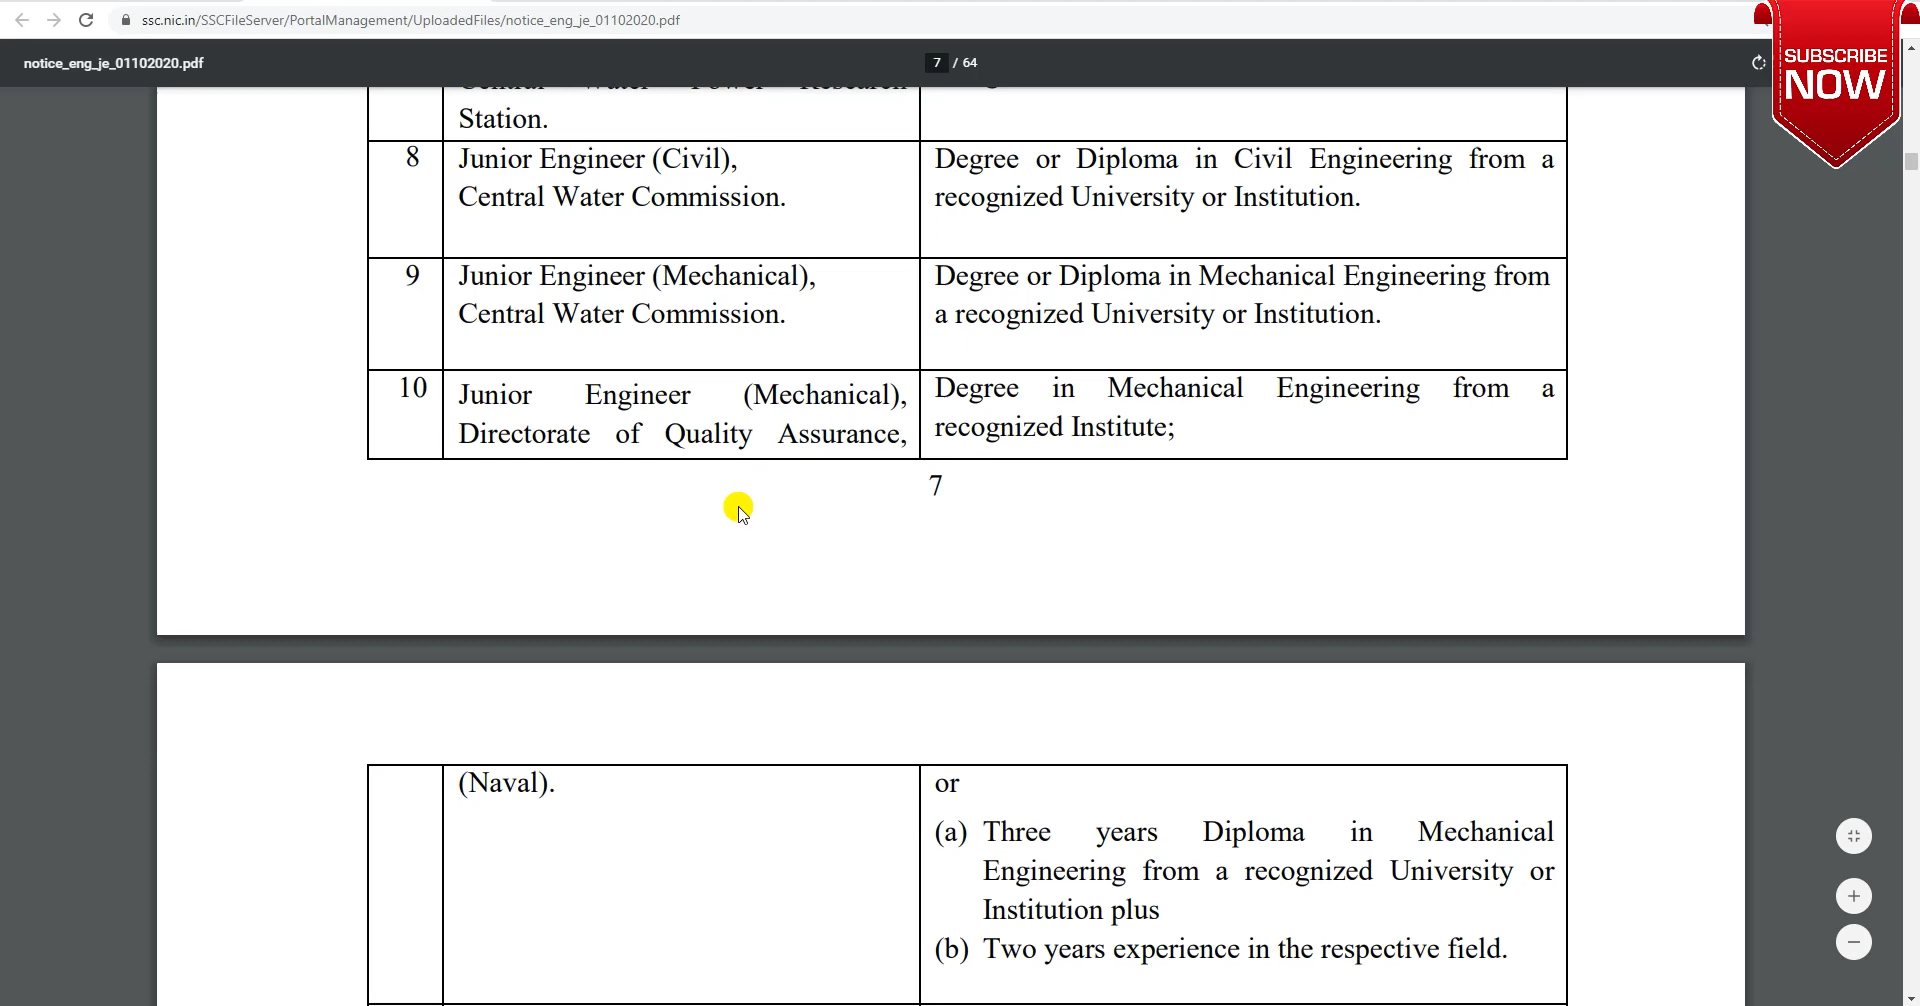 ssc.nic.in/SSCFileServer/PortalManagement/UploadedFiles/notice_eng_je_01102020.pdf
notice_eng_je_01102020.pdf
7 / 64
SUBSCRIBE
NOW
Central Water Power Research
Station.
8
Junior Engineer (Civil),
Central Water Commission.
Degree or Diploma in Civil Engineering from a
recognized University or Institution.
9
Junior Engineer (Mechanical),
Central Water Commission.
Degree or Diploma in Mechanical Engineering from
a recognized University or Institution.
10
Junior Engineer (Mechanical),
Directorate of Quality Assurance,
Degree in Mechanical Engineering from a
recognized Institute;
7
(Naval).
or
(a) Three years Diploma in Mechanical
Engineering from a recognized University or
Institution plus
(b) Two years experience in the respective field.